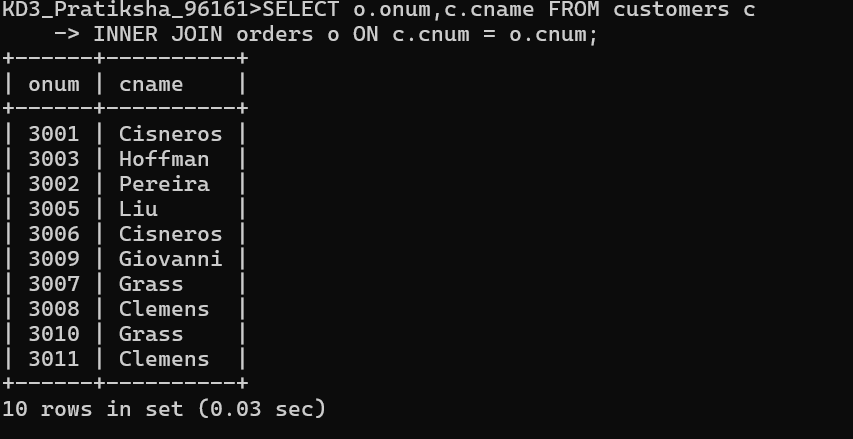 KD3_Pratiksha_96161>SELECT o.onum,c.cname FROM customers c
    -> INNER JOIN orders o ON c.cnum = o.cnum;
+------+----------+
| onum | cname    |
+------+----------+
| 3001 | Cisneros |
| 3003 | Hoffman  |
| 3002 | Pereira  |
| 3005 | Liu      |
| 3006 | Cisneros |
| 3009 | Giovanni |
| 3007 | Grass    |
| 3008 | Clemens  |
| 3010 | Grass    |
| 3011 | Clemens  |
+------+----------+
10 rows in set (0.03 sec)